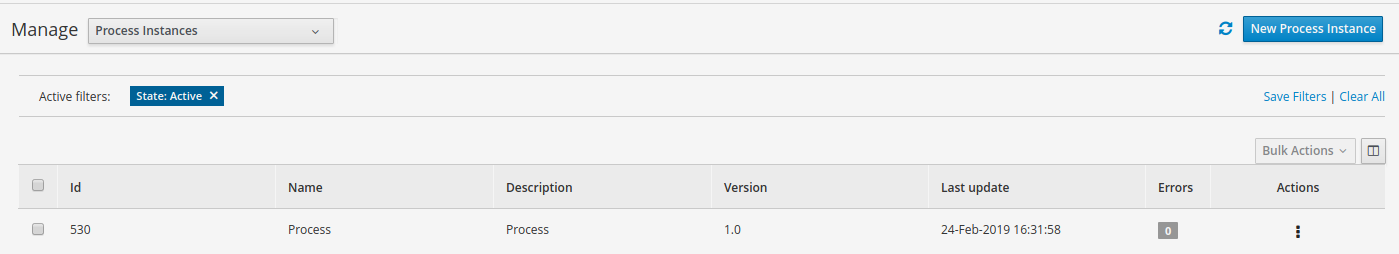 Manage Process Instances New Process Instance
Active filters: State: Active × Save Filters | Clear All
Bulk Actions
Id Name Description Version Last update Errors Actions
530 Process Process 1.0 24-Feb-2019 16:31:58 0